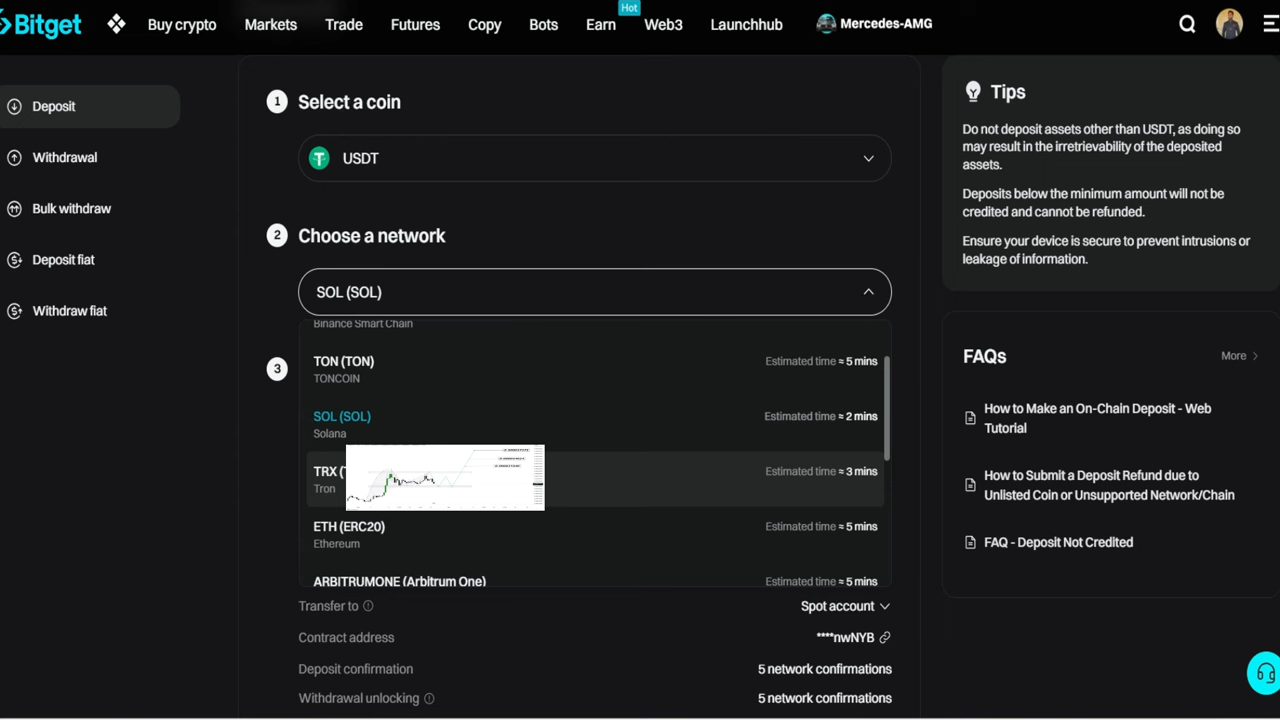 Bitget
Buy crypto
Markets
Trade
Futures
Copy
Bots
Earn
Hot
Web3
Launchhub
Mercedes-AMG
Deposit
Withdrawal
Bulk withdraw
Deposit fiat
Withdraw fiat
1 Select a coin
USDT
2 Choose a network
SOL (SOL)
Binance Smart Chain
TON (TON) Estimated time ≈ 5 mins
TONCOIN
SOL (SOL) Estimated time ≈ 2 mins
Solana
TRX ( Estimated time ≈ 3 mins
Tron
ETH (ERC20) Estimated time ≈ 5 mins
Ethereum
ARBITRUMONE (Arbitrum One) Estimated time ≈ 5 mins
3
Transfer to Spot account
Contract address ****nwNYB
Deposit confirmation 5 network confirmations
Withdrawal unlocking 5 network confirmations
Tips
Do not deposit assets other than USDT, as doing so
may result in the irretrievability of the deposited
assets.
Deposits below the minimum amount will not be
credited and cannot be refunded.
Ensure your device is secure to prevent intrusions or
leakage of information.
FAQs More
How to Make an On-Chain Deposit - Web
Tutorial
How to Submit a Deposit Refund due to
Unlisted Coin or Unsupported Network/Chain
FAQ - Deposit Not Credited